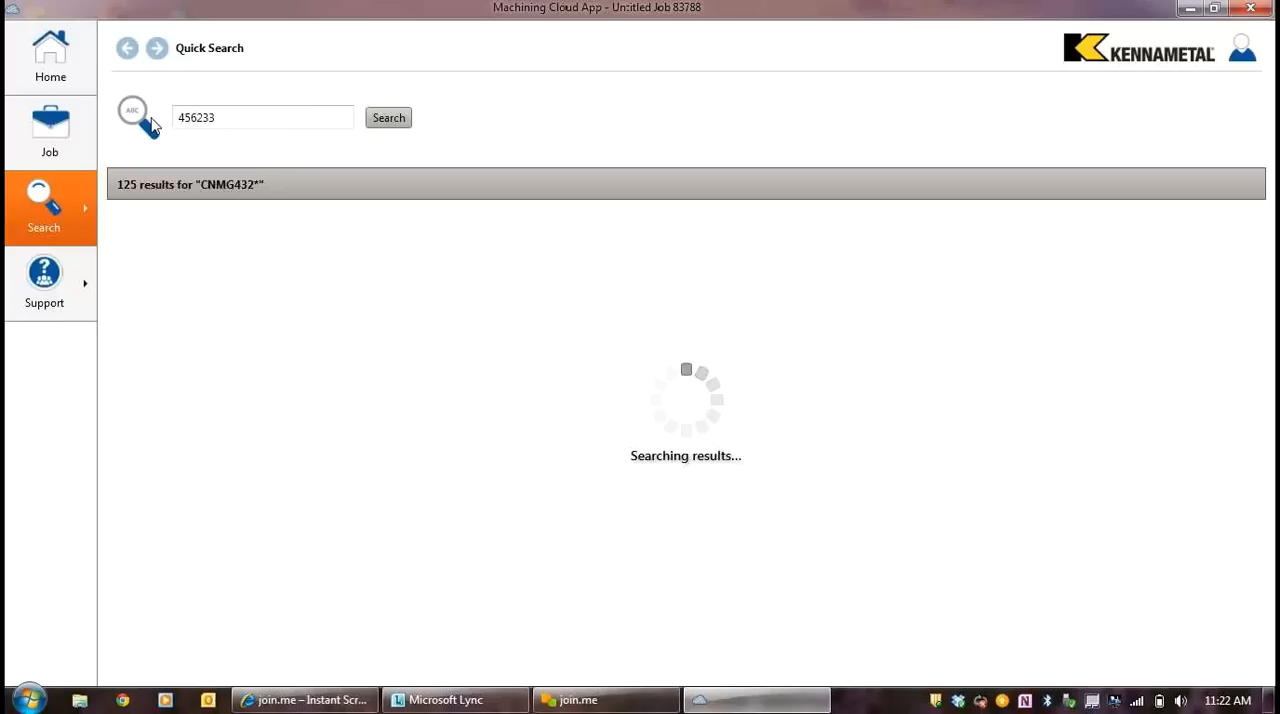 Machining Cloud App - Untitled Job 83788
Home
Quick Search
KENNAMETAL
ABC
456233
Search
Job
125 results for "CNMG432*"
Search
Support
Searching results...
join.me – Instant Scr...
Microsoft Lync
join.me
11:22 AM